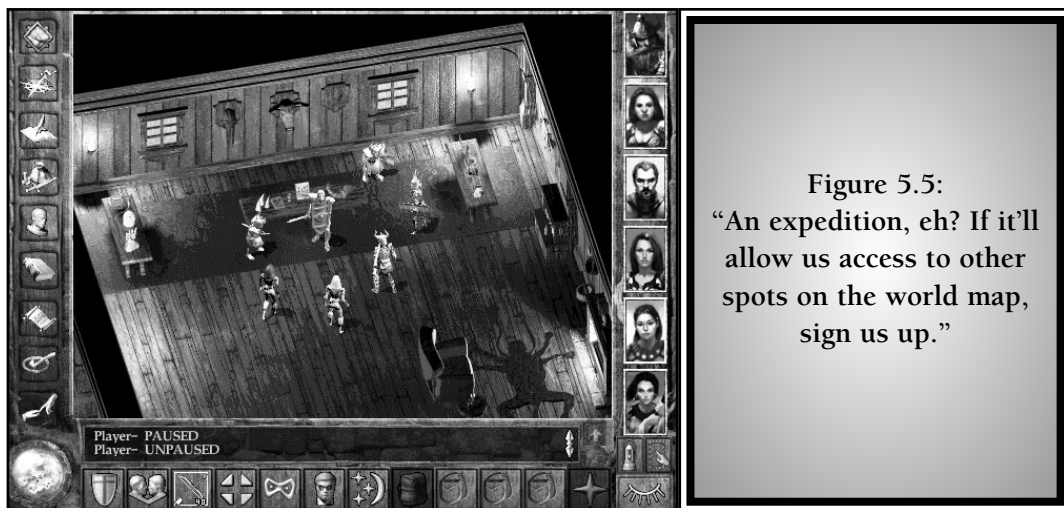 Player- PAUSED
Player- UNPAUSED
Figure 5.5:
“An expedition, eh? If it’ll
allow us access to other
spots on the world map,
sign us up.”